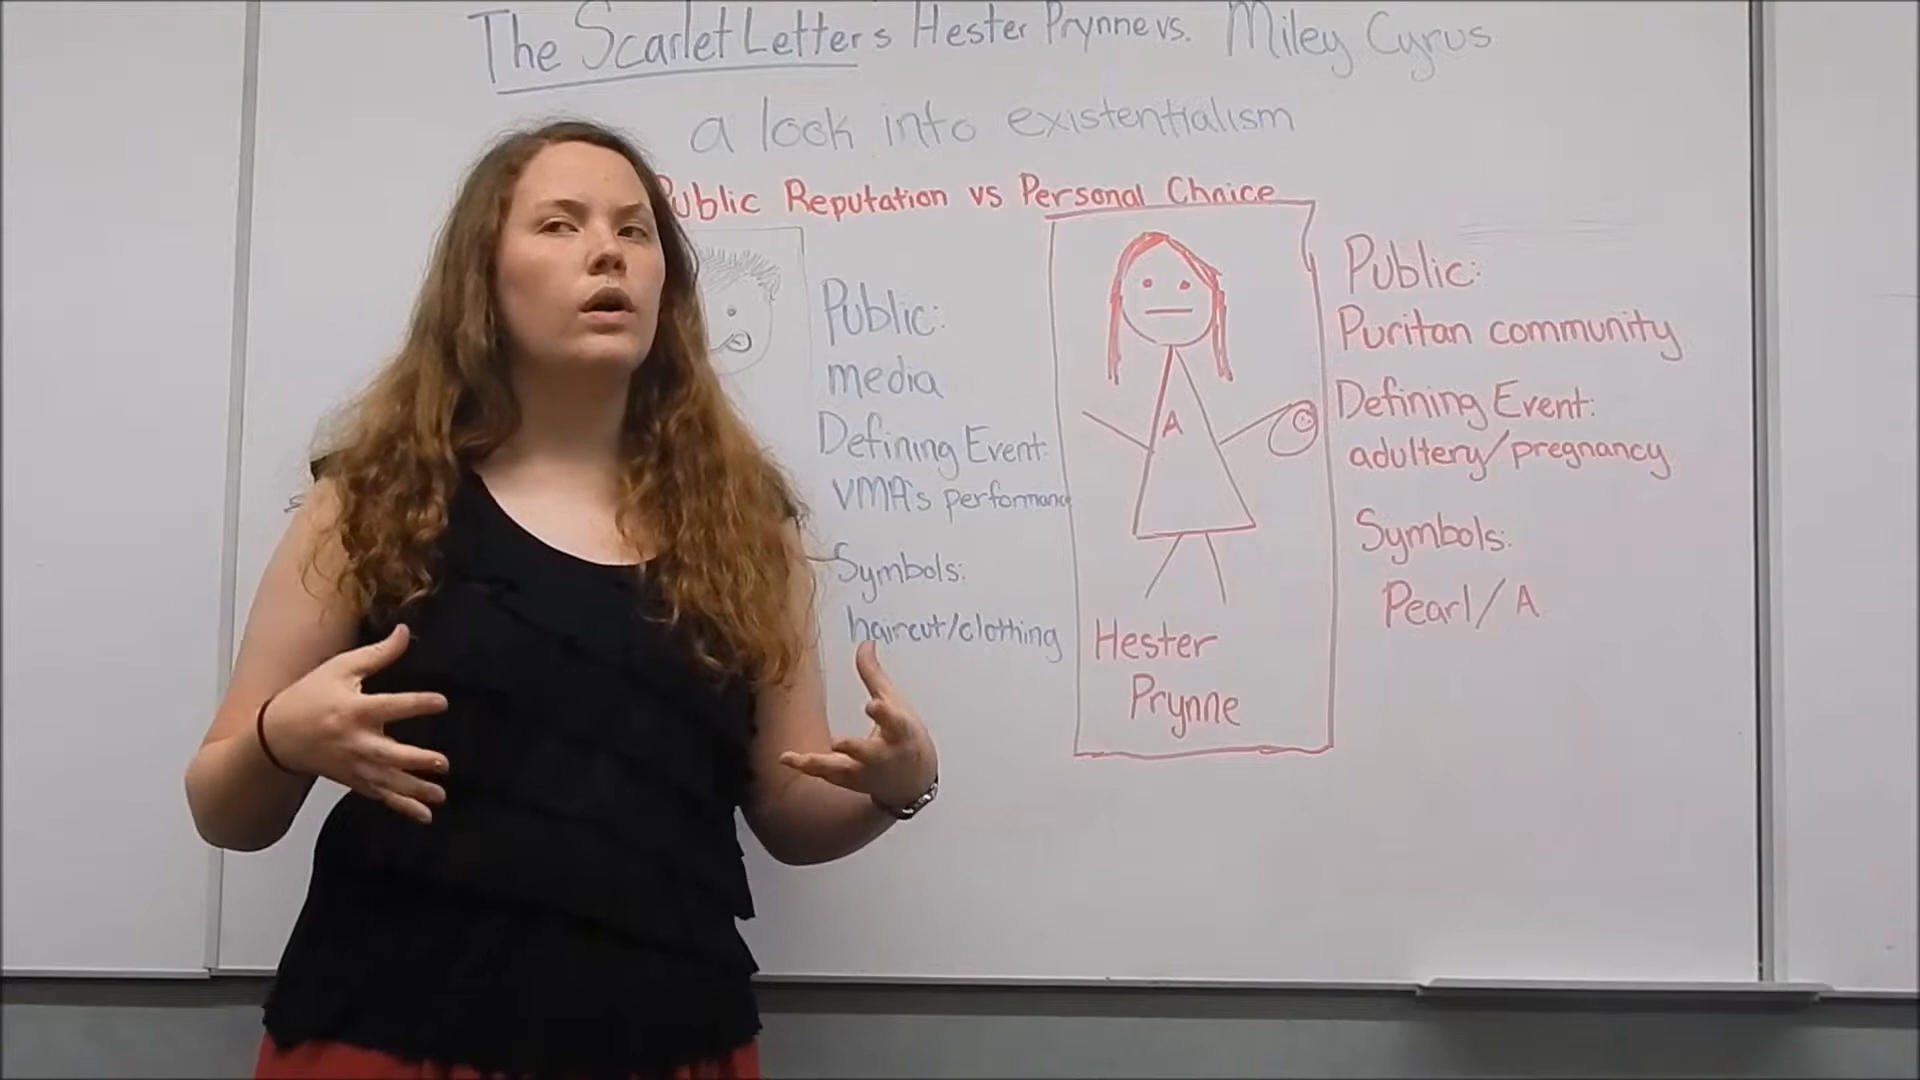 The Scarlet Letter's Hester Prynne vs. Miley Cyrus
a look into existentialism
Public Reputation vs Personal Choice
Public:
media
Defining Event:
VMA's performance
Symbols:
haircut/clothing
A
Hester
Prynne
Public:
Puritan community
Defining Event:
adultery/pregnancy
Symbols:
Pearl/A